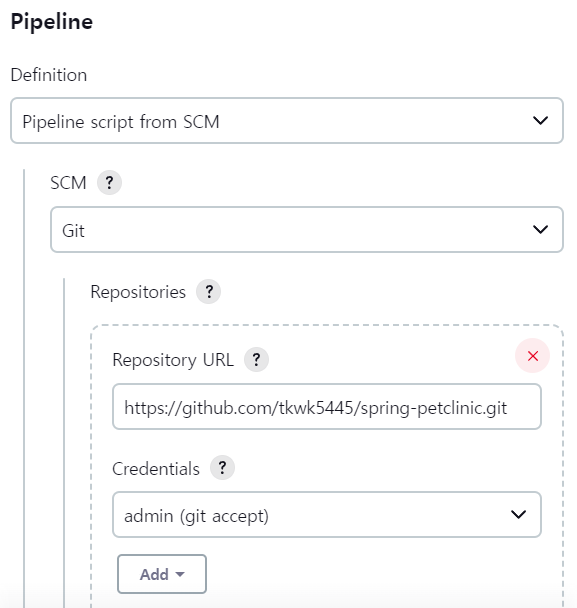 Pipeline
Definition
Pipeline script from SCM
SCM ?
Git
Repositories ?
Repository URL ?
https://github.com/tkwk5445/spring-petclinic.git
Credentials ?
admin (git accept)
Add